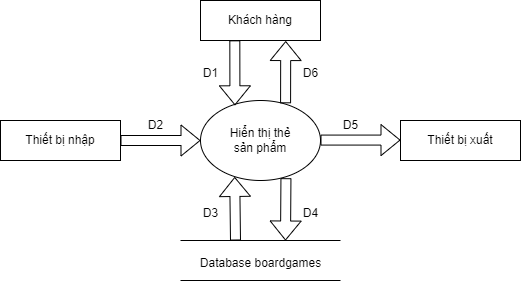 Khách hàng
D1
D6
Thiết bị nhập
D2
Hiển thị thẻ
sản phẩm
D5
Thiết bị xuất
D3
D4
Database boardgames